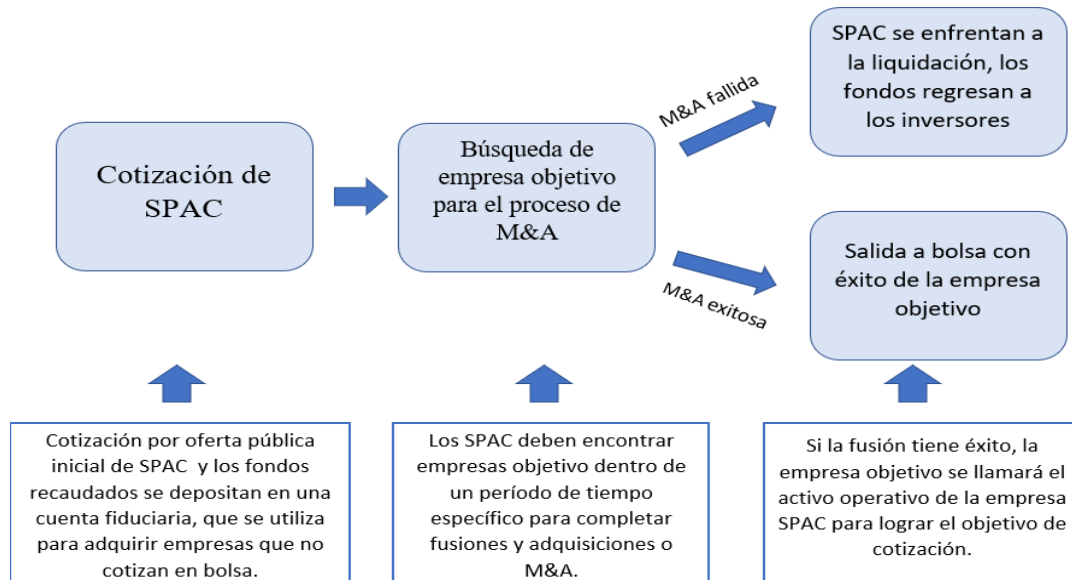 Cotización de
SPAC
Búsqueda de
empresa objetivo
para el proceso de
M&A
M&A fallida
SPAC se enfrentan a
la liquidación, los
fondos regresan a
los inversores
M&A exitosa
Salida a bolsa con
éxito de la empresa
objetivo
Cotización por oferta pública
inicial de SPAC y los fondos
recaudados se depositan en una
cuenta fiduciaria, que se utiliza
para adquirir empresas que no
cotizan en bolsa.
Los SPAC deben encontrar
empresas objetivo dentro de
un período de tiempo
específico para completar
fusiones y adquisiciones o
M&A.
Si la fusión tiene éxito, la
empresa objetivo se llamará el
activo operativo de la empresa
SPAC para lograr el objetivo de
cotización.